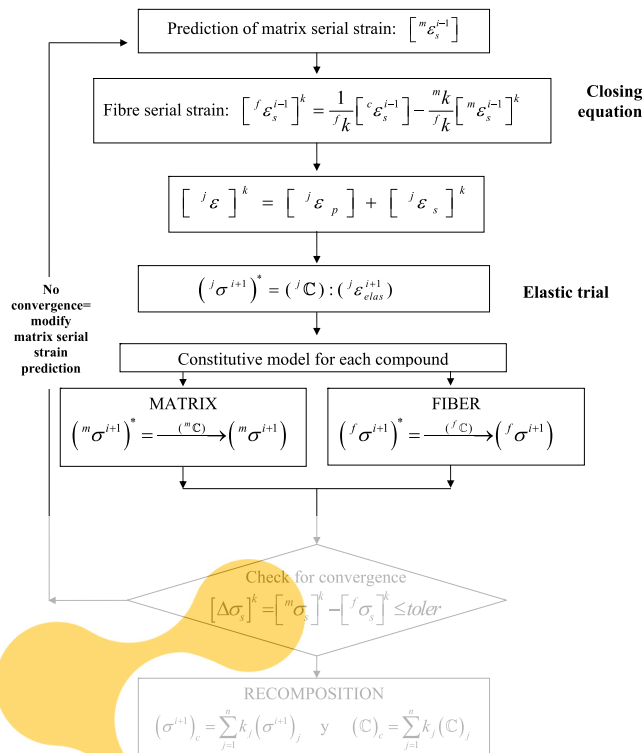 Prediction of matrix serial strain: [ᵐε_s^{i-1}]
Fibre serial strain: [ᶠε_s^{i-1}]^k = 1/ᶠk [ᶜε_s^{i-1}] − ᵐk/ᶠk [ᵐε_s^{i-1}]^k
Closing
equation
[ʲε]^k = [ʲε_p] + [ʲε_s]^k
(ʲσ^{i+1})^* = (ʲℂ) : (ʲε_{elas}^{i+1})
Elastic trial
No
convergence=
modify
matrix serial
strain
prediction
Constitutive model for each compound
MATRIX
(ᵐσ^{i+1})^* = —(ᵐℂ)→ (ᵐσ^{i+1})
FIBER
(ᶠσ^{i+1})^* = —(ᶠℂ)→ (ᶠσ^{i+1})
Check for convergence
[Δσ_s]^k = [ᵐσ_s]^k − [ᶠσ_s]^k ≤ toler
RECOMPOSITION
(σ^{i+1})_c = ∑_{j=1}^{n} k_j (σ^{i+1})_j y (ℂ)_c = ∑_{j=1}^{n} k_j (ℂ)_j